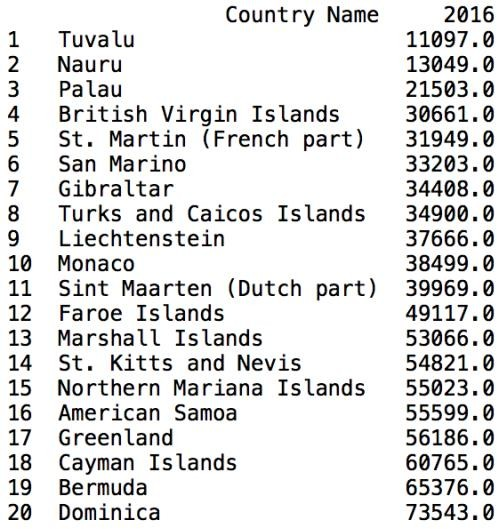 Country Name 2016
1 Tuvalu 11097.0
2 Nauru 13049.0
3 Palau 21503.0
4 British Virgin Islands 30661.0
5 St. Martin (French part) 31949.0
6 San Marino 33203.0
7 Gibraltar 34408.0
8 Turks and Caicos Islands 34900.0
9 Liechtenstein 37666.0
10 Monaco 38499.0
11 Sint Maarten (Dutch part) 39969.0
12 Faroe Islands 49117.0
13 Marshall Islands 53066.0
14 St. Kitts and Nevis 54821.0
15 Northern Mariana Islands 55023.0
16 American Samoa 55599.0
17 Greenland 56186.0
18 Cayman Islands 60765.0
19 Bermuda 65376.0
20 Dominica 73543.0